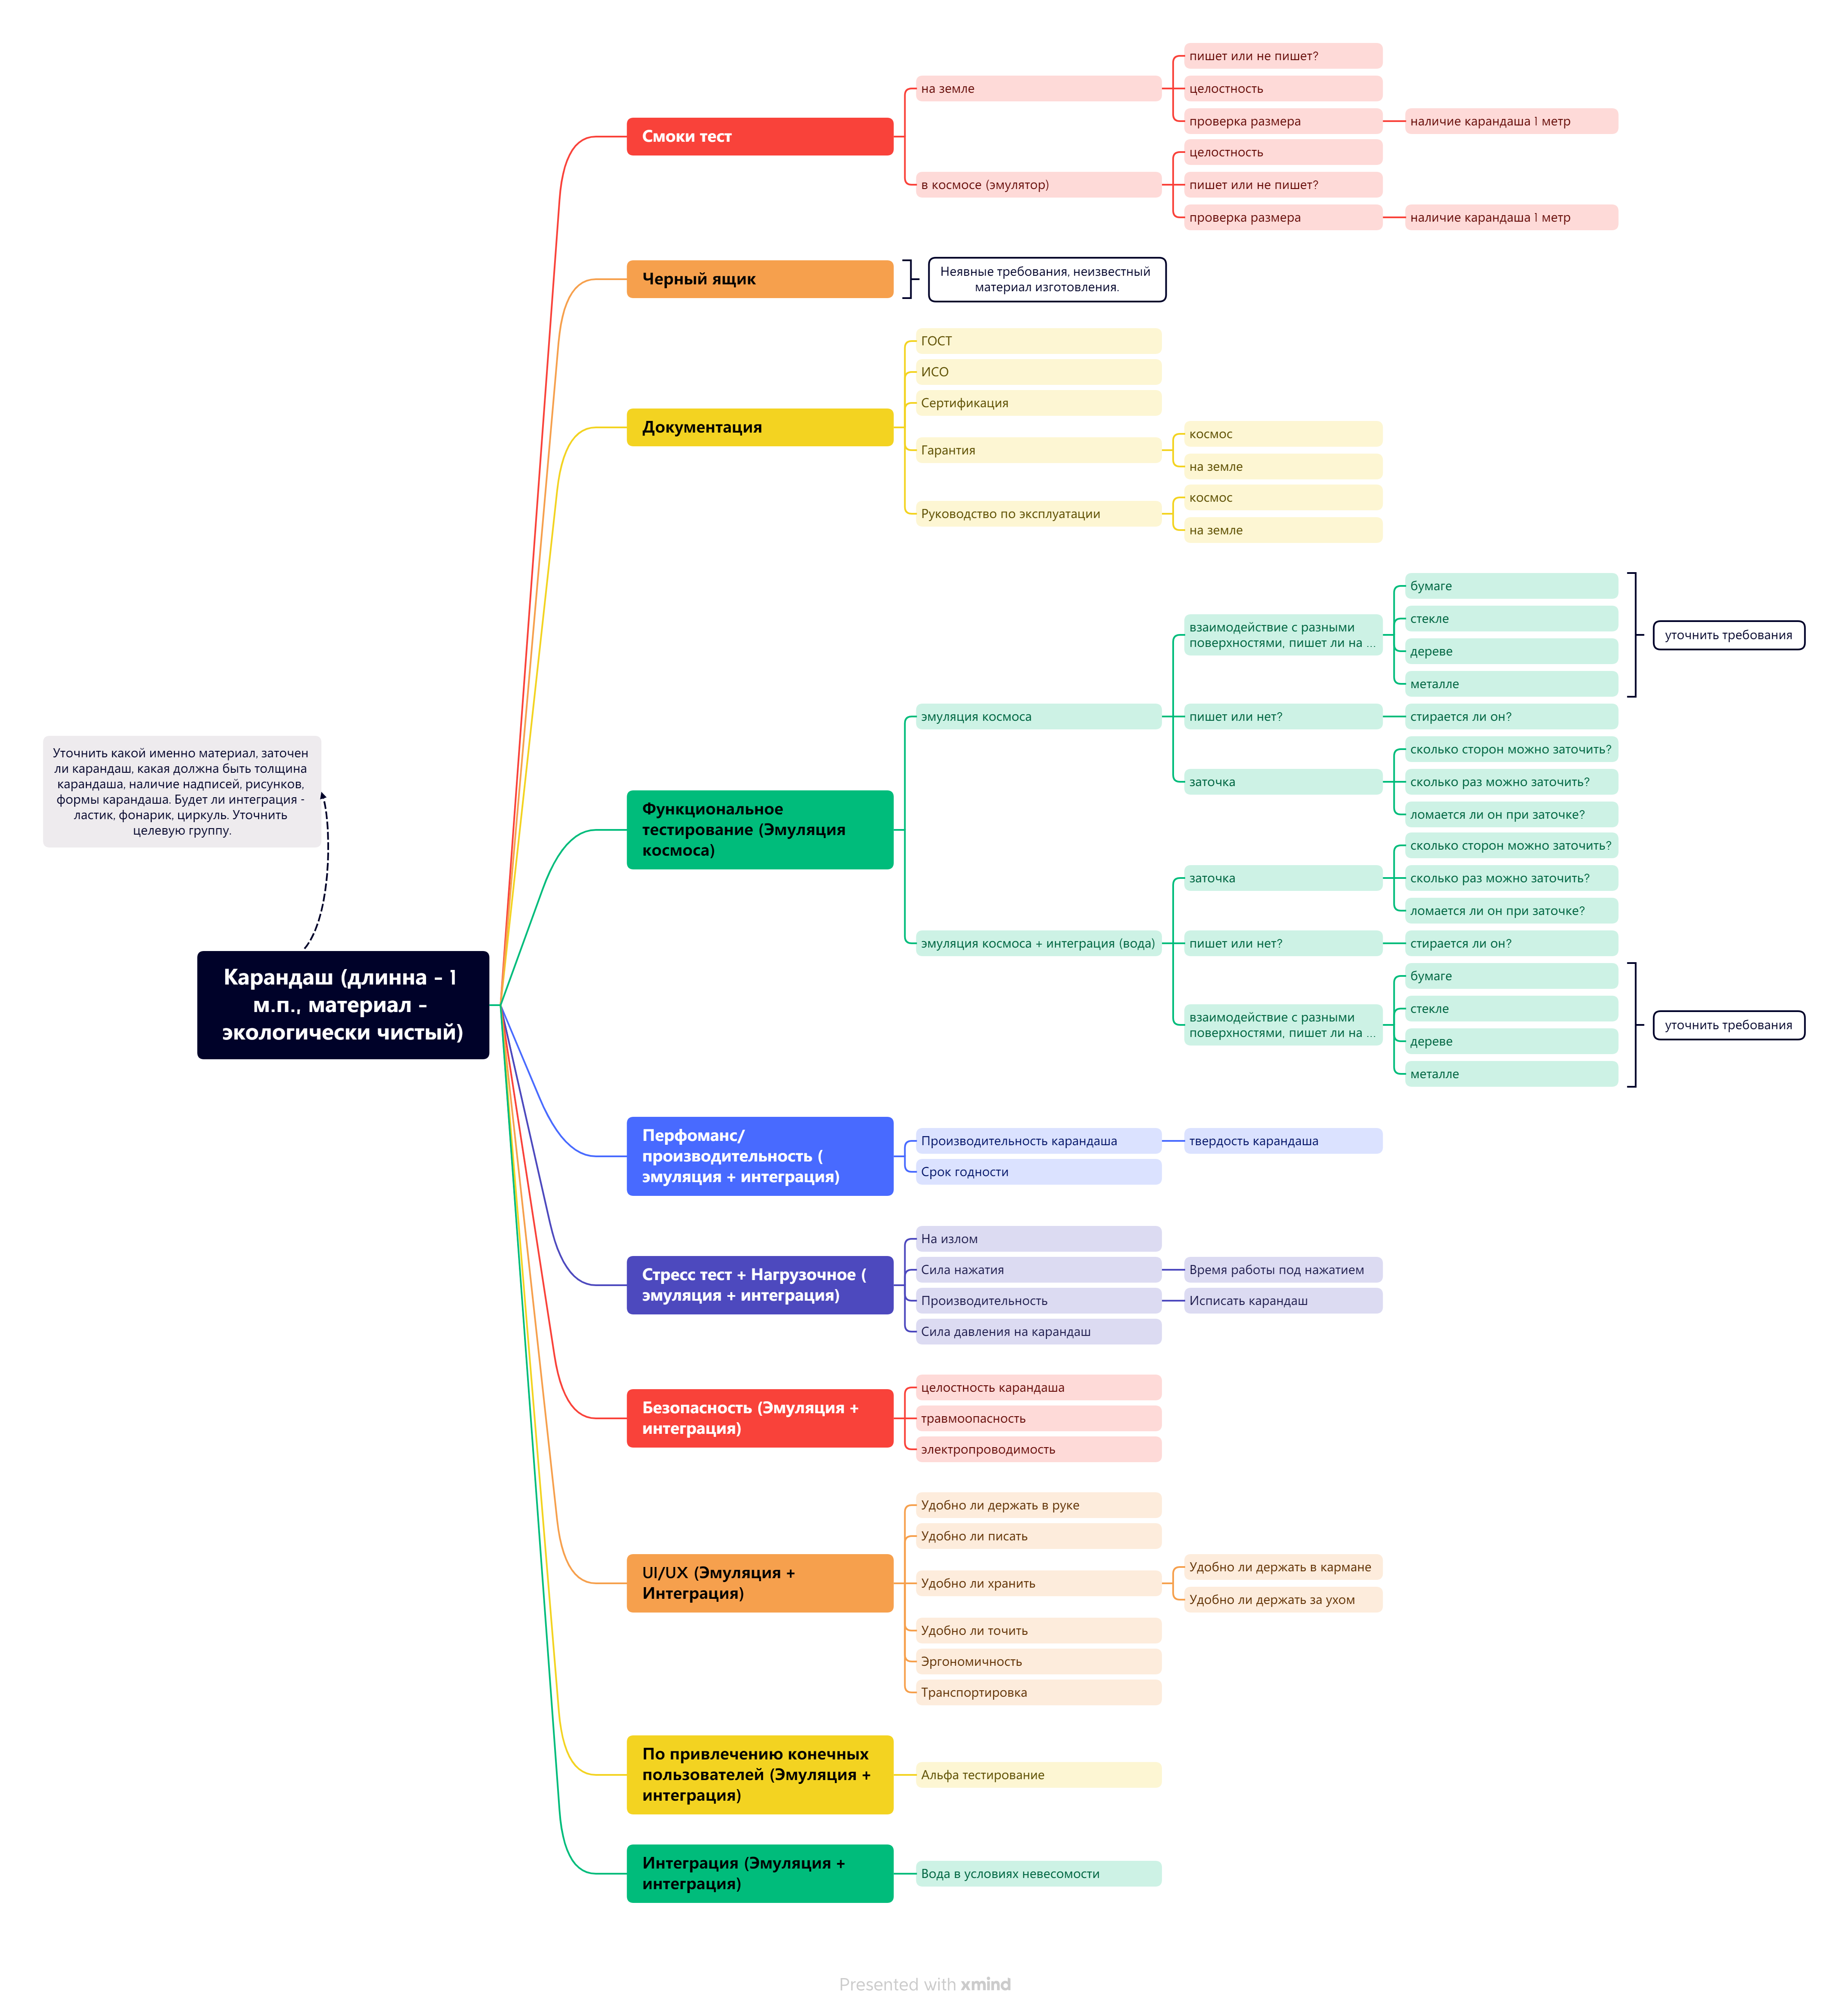 Карандаш (длинна - 1
м.п., материал -
экологически чистый)
Уточнить какой именно материал, заточен
ли карандаш, какая должна быть толщина
карандаша, наличие надписей, рисунков,
формы карандаша. Будет ли интеграция -
ластик, фонарик, циркуль. Уточнить
целевую группу.
Смоки тест
на земле
пишет или не пишет?
целостность
проверка размера
наличие карандаша 1 метр
в космосе (эмулятор)
целостность
пишет или не пишет?
проверка размера
наличие карандаша 1 метр
Черный ящик
Неявные требования, неизвестный
материал изготовления.
Документация
ГОСТ
ИСО
Сертификация
Гарантия
космос
на земле
Руководство по эксплуатации
космос
на земле
Функциональное
тестирование (Эмуляция
космоса)
эмуляция космоса
взаимодействие с разными
поверхностями, пишет ли на ...
бумаге
стекле
дереве
металле
уточнить требования
пишет или нет?
стирается ли он?
заточка
сколько сторон можно заточить?
сколько раз можно заточить?
ломается ли он при заточке?
эмуляция космоса + интеграция (вода)
заточка
сколько сторон можно заточить?
сколько раз можно заточить?
ломается ли он при заточке?
пишет или нет?
стирается ли он?
взаимодействие с разными
поверхностями, пишет ли на ...
бумаге
стекле
дереве
металле
уточнить требования
Перфоманс/
производительность (
эмуляция + интеграция)
Производительность карандаша
твердость карандаша
Срок годности
Стресс тест + Нагрузочное (
эмуляция + интеграция)
На излом
Сила нажатия
Время работы под нажатием
Производительность
Исписать карандаш
Сила давления на карандаш
Безопасность (Эмуляция +
интеграция)
целостность карандаша
травмоопасность
электропроводимость
UI/UX (Эмуляция +
Интеграция)
Удобно ли держать в руке
Удобно ли писать
Удобно ли хранить
Удобно ли держать в кармане
Удобно ли держать за ухом
Удобно ли точить
Эргономичность
Транспортировка
По привлечению конечных
пользователей (Эмуляция +
интеграция)
Альфа тестирование
Интеграция (Эмуляция +
интеграция)
Вода в условиях невесомости
Presented with xmind